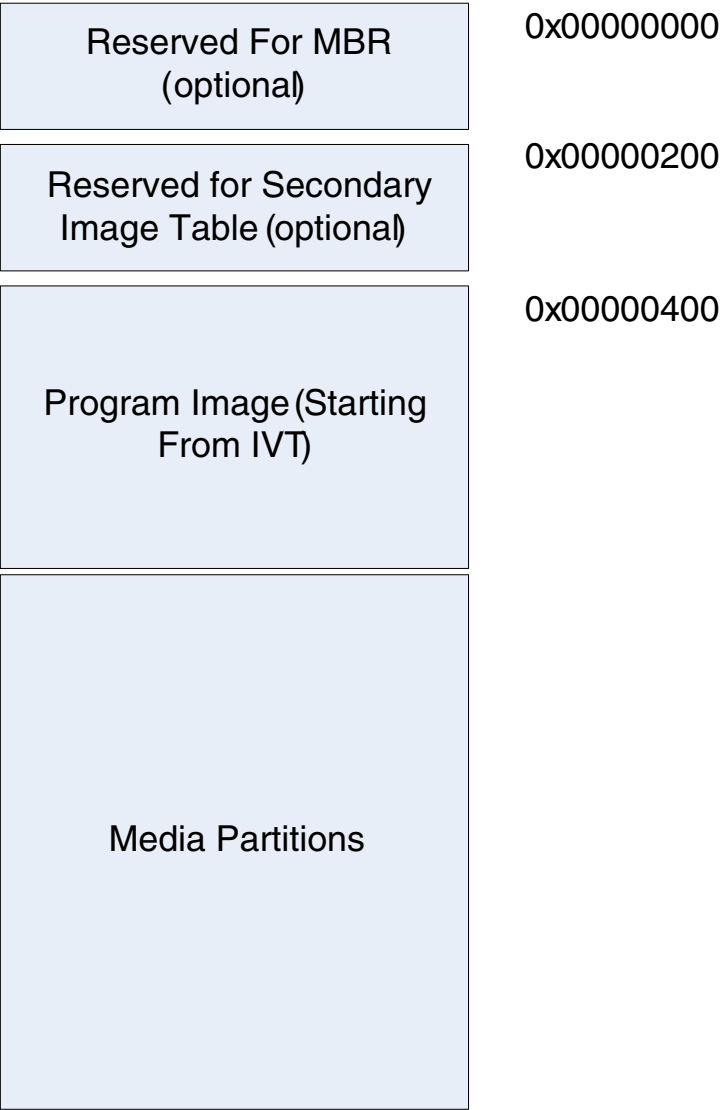 Reserved For MBR
(optional)
0x00000000
Reserved for Secondary
Image Table (optional)
0x00000200
Program Image (Starting
From IVT)
0x00000400
Media Partitions